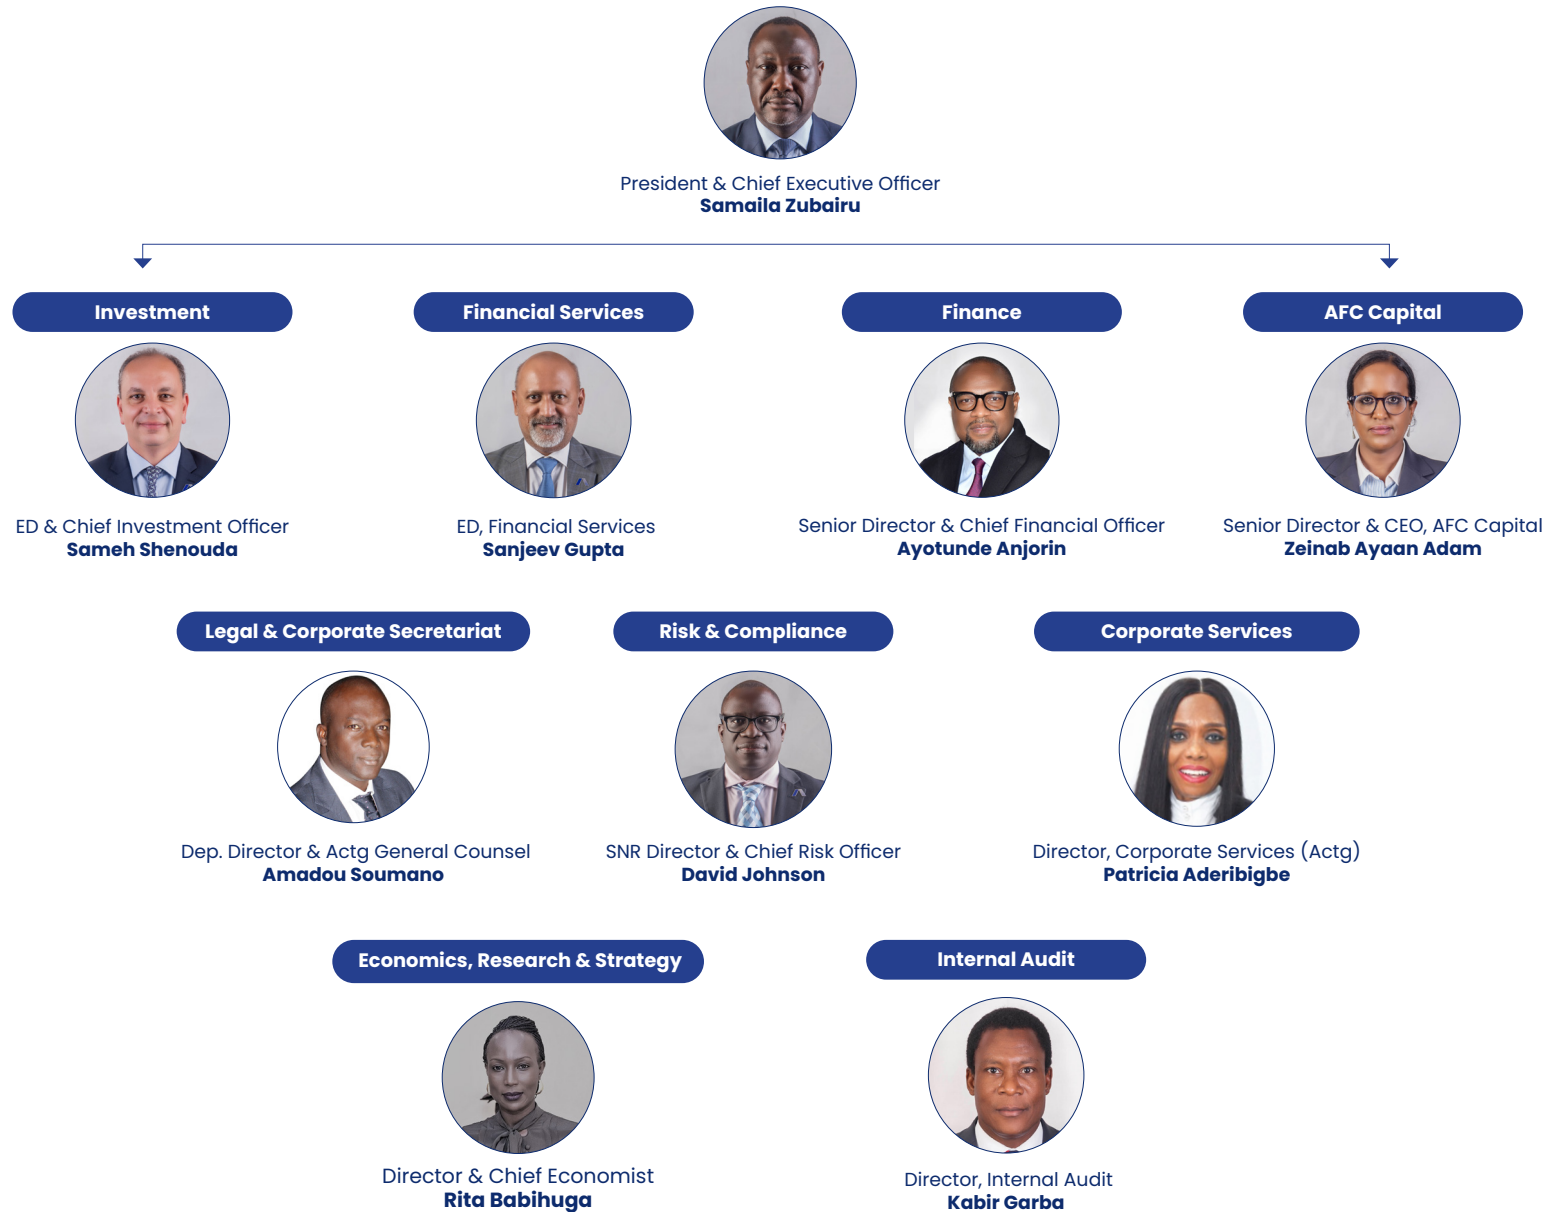 President & Chief Executive Officer
Samaila Zubairu
Investment
Financial Services
Finance
AFC Capital
ED & Chief Investment Officer
Sameh Shenouda
ED, Financial Services
Sanjeev Gupta
Senior Director & Chief Financial Officer
Ayotunde Anjorin
Senior Director & CEO, AFC Capital
Zeinab Ayaan Adam
Legal & Corporate Secretariat
Risk & Compliance
Corporate Services
Dep. Director & Actg General Counsel
Amadou Soumano
SNR Director & Chief Risk Officer
David Johnson
Director, Corporate Services (Actg)
Patricia Aderibigbe
Economics, Research & Strategy
Internal Audit
Director & Chief Economist
Rita Babihuga
Director, Internal Audit
Kabir Garba